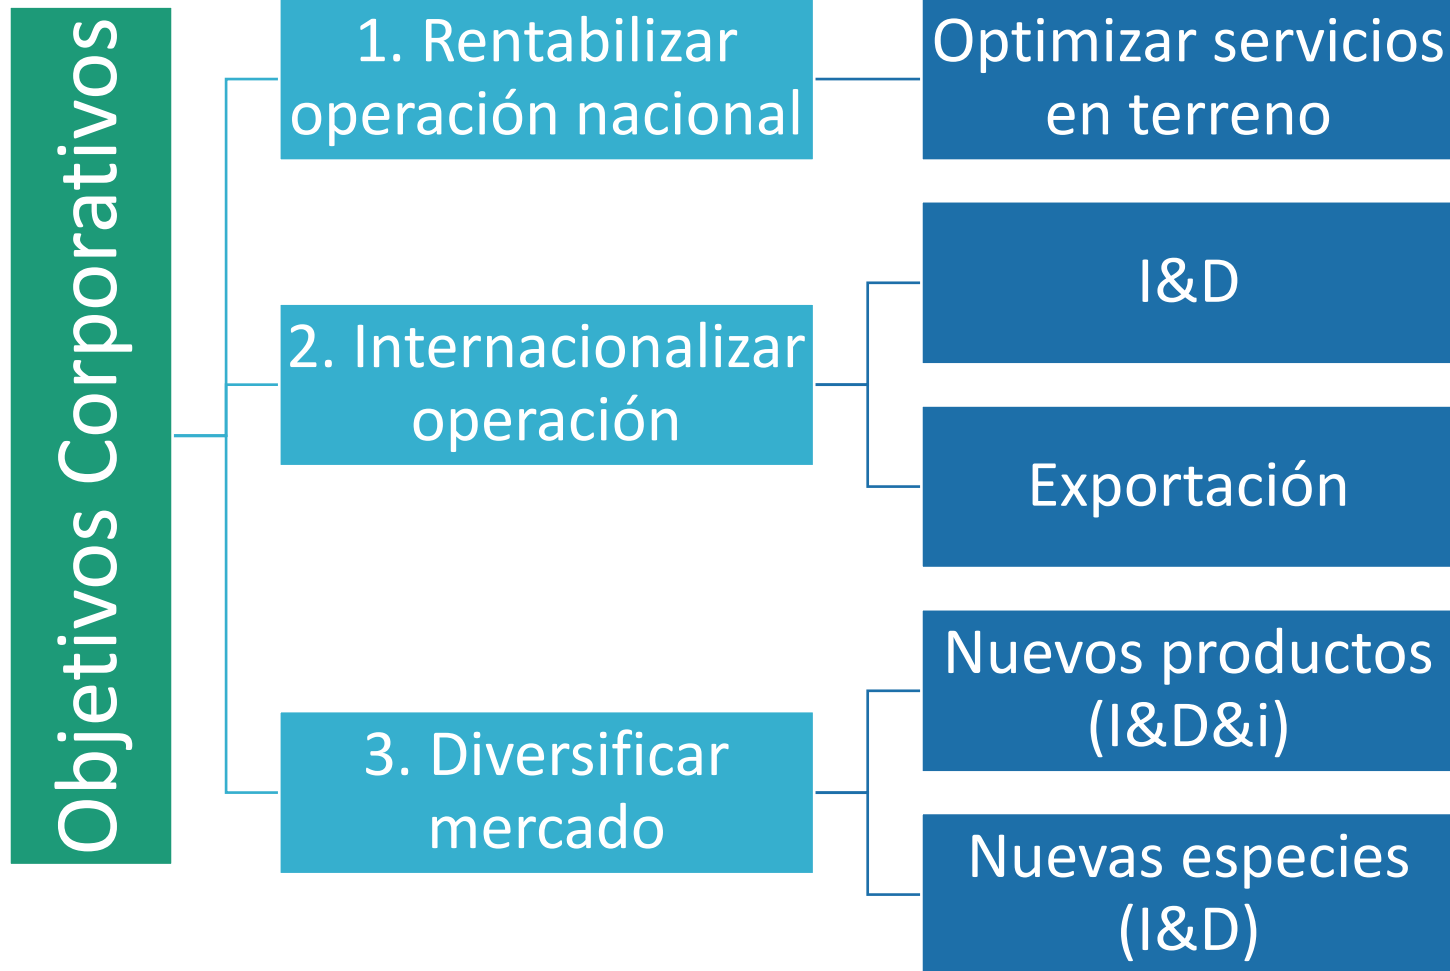 Objetivos Corporativos
1. Rentabilizar
operación nacional
Optimizar servicios
en terreno
2. Internacionalizar
operación
I&D
Exportación
3. Diversificar
mercado
Nuevos productos
(I&D&i)
Nuevas especies
(I&D)